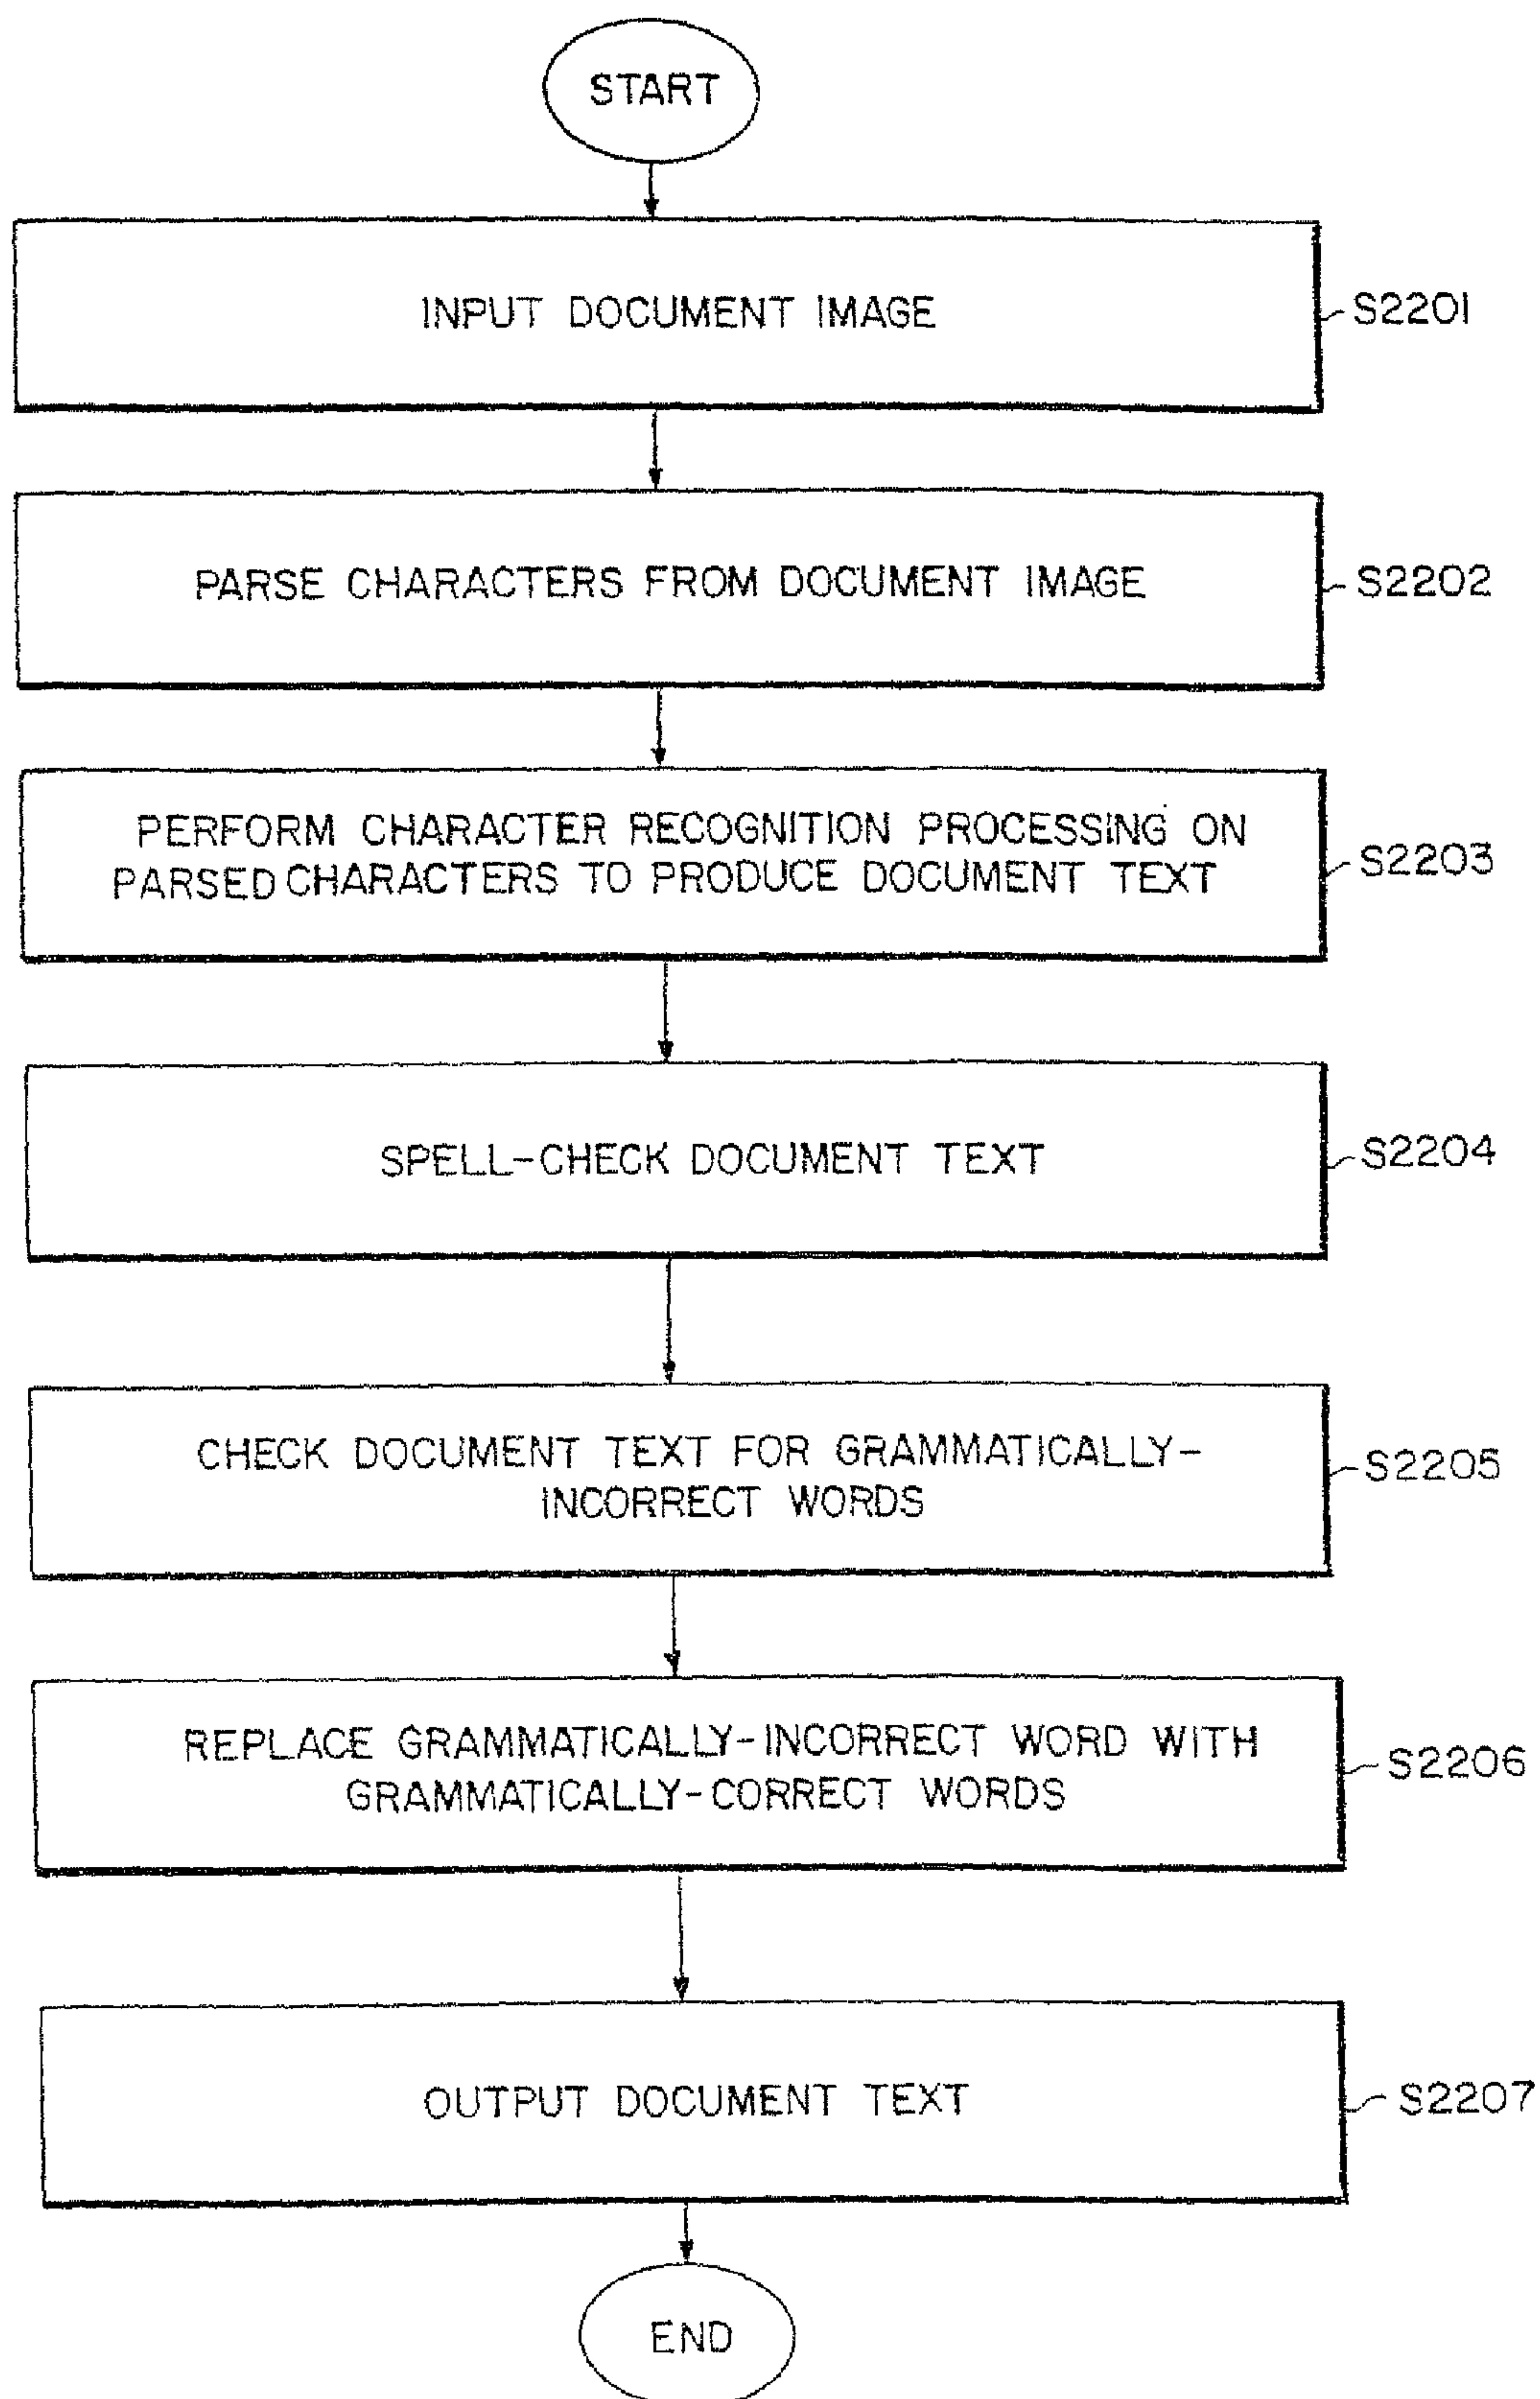 START
INPUT DOCUMENT IMAGE
S2201
PARSE CHARACTERS FROM DOCUMENT IMAGE
S2202
PERFORM CHARACTER RECOGNITION PROCESSING ON
PARSED CHARACTERS TO PRODUCE DOCUMENT TEXT
S2203
SPELL-CHECK DOCUMENT TEXT
S2204
CHECK DOCUMENT TEXT FOR GRAMMATICALLY-
INCORRECT WORDS
S2205
REPLACE GRAMMATICALLY-INCORRECT WORD WITH
GRAMMATICALLY-CORRECT WORDS
S2206
OUTPUT DOCUMENT TEXT
S2207
END